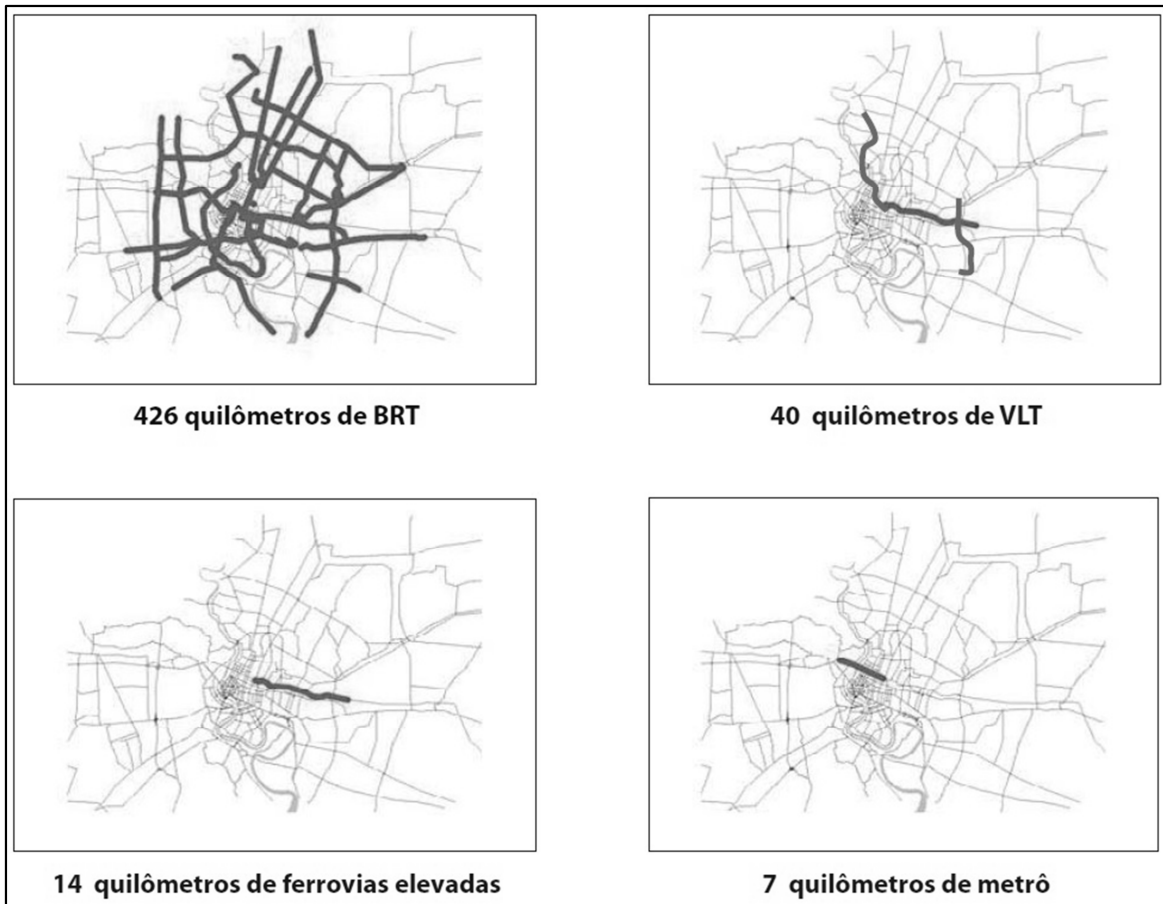 426 quilômetros de BRT
40 quilômetros de VLT
14 quilômetros de ferrovias elevadas
7 quilômetros de metrô